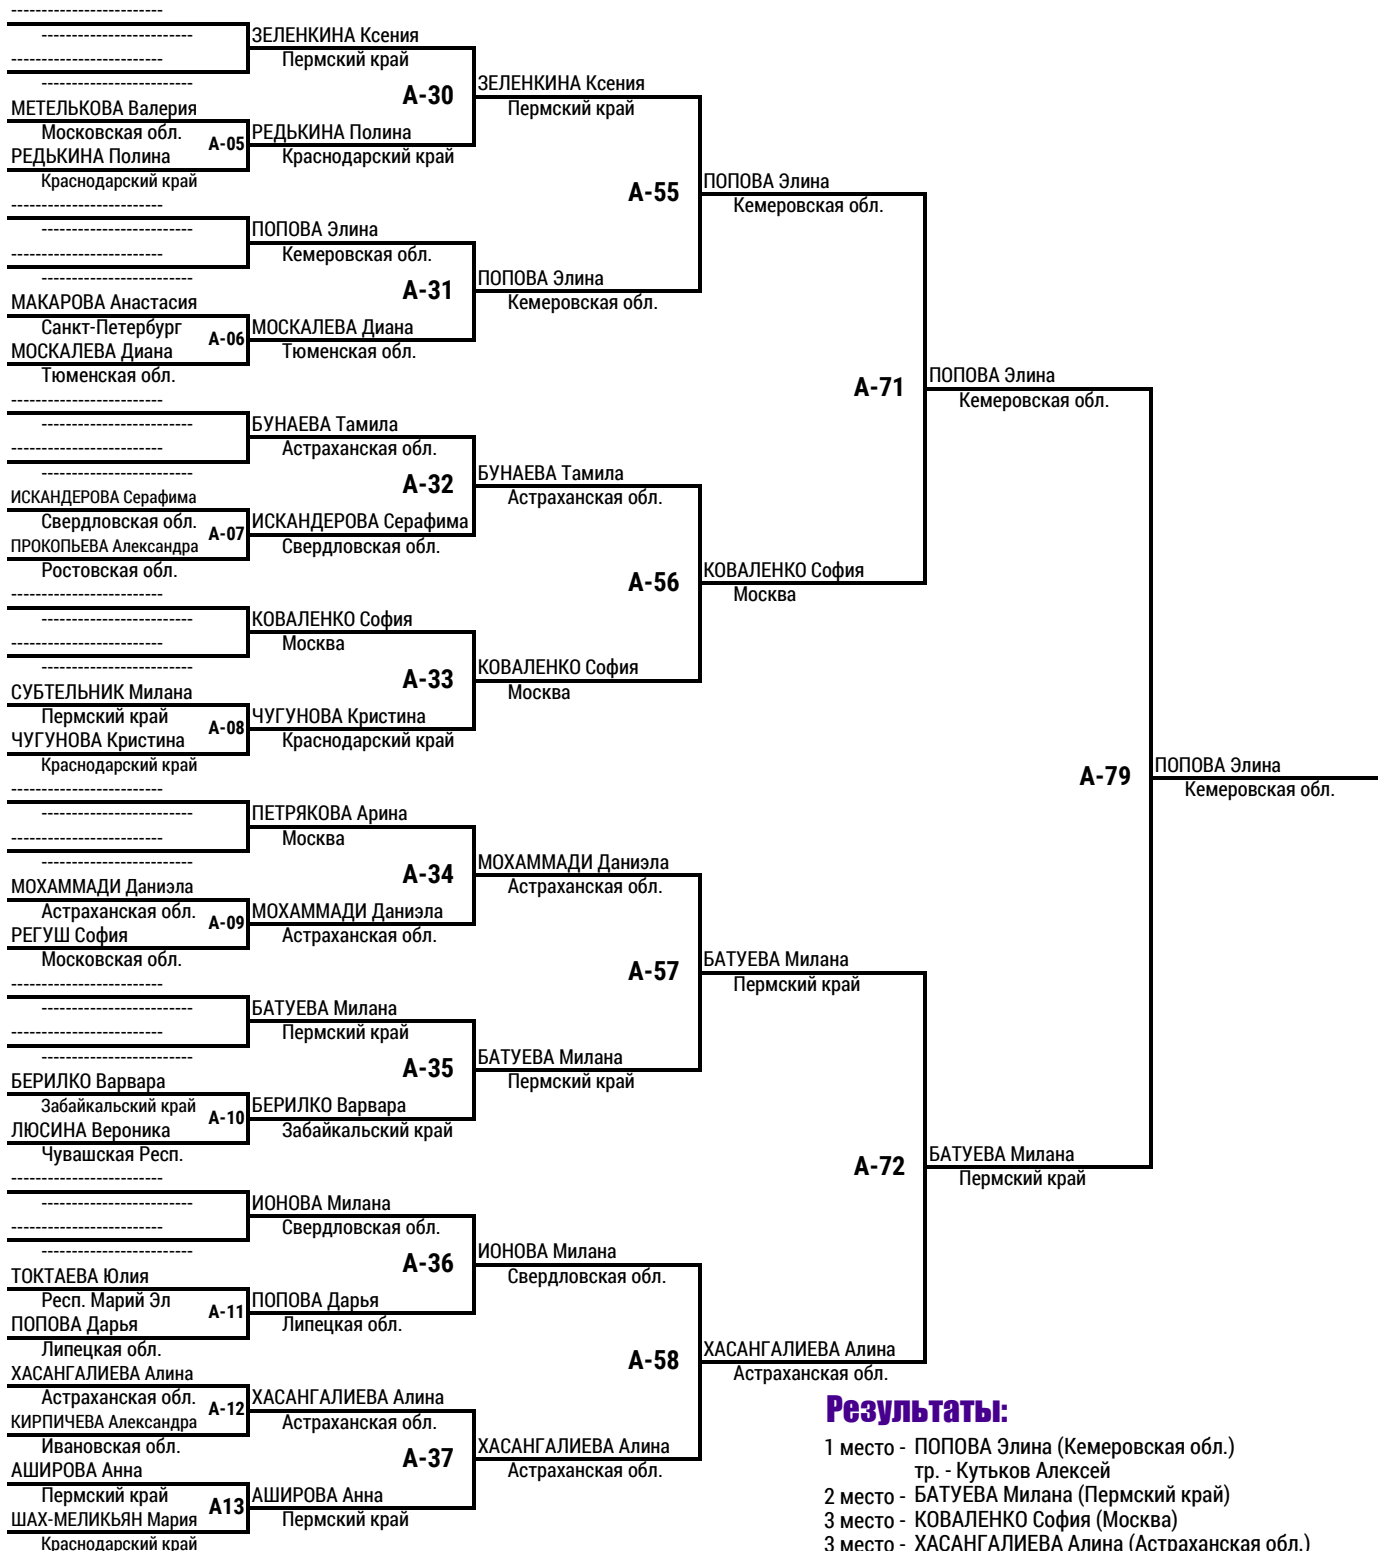 -------------------------
-------------------------
-------------------------
-------------------------
МЕТЕЛЬКОВА Валерия
Московская обл.
А-05
РЕДЬКИНА Полина
Краснодарский край
-------------------------
-------------------------
-------------------------
-------------------------
МАКАРОВА Анастасия
Санкт-Петербург
А-06
МОСКАЛЕВА Диана
Тюменская обл.
-------------------------
-------------------------
-------------------------
-------------------------
ИСКАНДЕРОВА Серафима
Свердловская обл.
А-07
ПРОКОПЬЕВА Александра
Ростовская обл.
-------------------------
-------------------------
-------------------------
-------------------------
СУБТЕЛЬНИК Милана
Пермский край
А-08
ЧУГУНОВА Кристина
Краснодарский край
-------------------------
-------------------------
-------------------------
-------------------------
МОХАММАДИ Даниэла
Астраханская обл.
А-09
РЕГУШ София
Московская обл.
-------------------------
-------------------------
-------------------------
-------------------------
БЕРИЛКО Варвара
Забайкальский край
А-10
ЛЮСИНА Вероника
Чувашская Респ.
-------------------------
-------------------------
-------------------------
-------------------------
ТОКТАЕВА Юлия
Респ. Марий Эл
А-11
ПОПОВА Дарья
Липецкая обл.
ХАСАНГАЛИЕВА Алина
Астраханская обл.
А-12
КИРПИЧЕВА Александра
Ивановская обл.
АШИРОВА Анна
Пермский край
А13
ШАХ-МЕЛИКЬЯН Мария
Краснодарский край
ЗЕЛЕНКИНА Ксения
Пермский край
А-30
РЕДЬКИНА Полина
Краснодарский край
ПОПОВА Элина
Кемеровская обл.
А-31
МОСКАЛЕВА Диана
Тюменская обл.
БУНАЕВА Тамила
Астраханская обл.
А-32
ИСКАНДЕРОВА Серафима
Свердловская обл.
КОВАЛЕНКО София
Москва
А-33
ЧУГУНОВА Кристина
Краснодарский край
ПЕТРЯКОВА Арина
Москва
А-34
МОХАММАДИ Даниэла
Астраханская обл.
БАТУЕВА Милана
Пермский край
А-35
БЕРИЛКО Варвара
Забайкальский край
ИОНОВА Милана
Свердловская обл.
А-36
ПОПОВА Дарья
Липецкая обл.
ХАСАНГАЛИЕВА Алина
Астраханская обл.
А-37
АШИРОВА Анна
Пермский край
ЗЕЛЕНКИНА Ксения
Пермский край
А-55
ПОПОВА Элина
Кемеровская обл.
БУНАЕВА Тамила
Астраханская обл.
А-56
КОВАЛЕНКО София
Москва
МОХАММАДИ Даниэла
Астраханская обл.
А-57
БАТУЕВА Милана
Пермский край
ИОНОВА Милана
Свердловская обл.
А-58
ХАСАНГАЛИЕВА Алина
Астраханская обл.
ПОПОВА Элина
Кемеровская обл.
А-71
КОВАЛЕНКО София
Москва
БАТУЕВА Милана
Пермский край
А-72
ХАСАНГАЛИЕВА Алина
Астраханская обл.
ПОПОВА Элина
Кемеровская обл.
А-79
БАТУЕВА Милана
Пермский край
ПОПОВА Элина
Кемеровская обл.
Результаты:
1 место - ПОПОВА Элина (Кемеровская обл.)
тр. - Кутьков Алексей
2 место - БАТУЕВА Милана (Пермский край)
3 место - КОВАЛЕНКО София (Москва)
3 место - ХАСАНГАЛИЕВА Алина (Астраханская обл.)